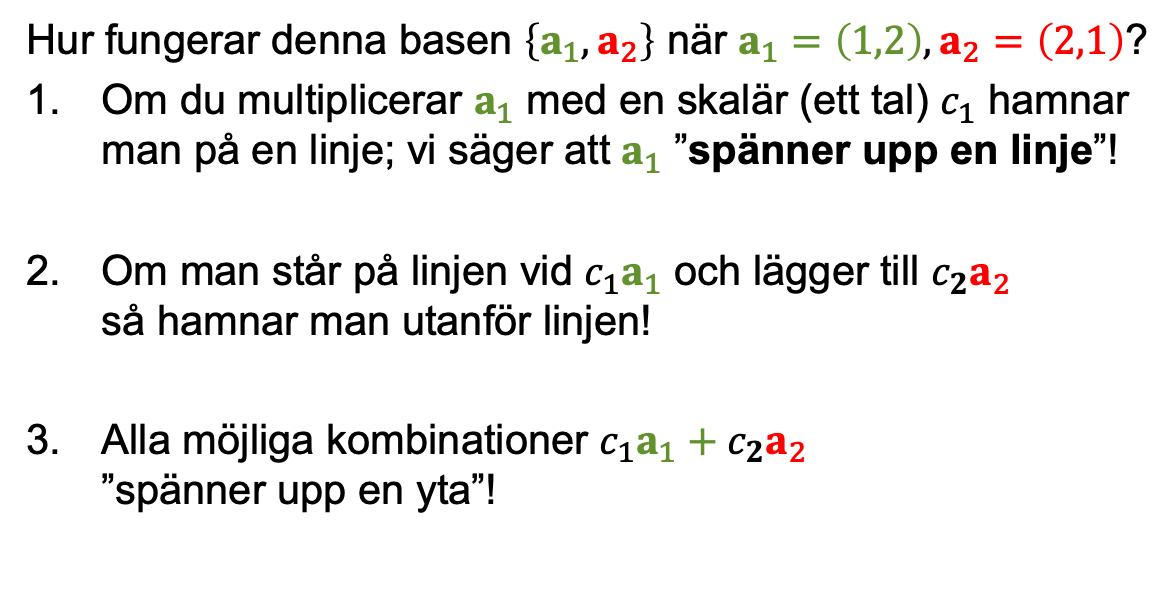 Hur fungerar denna basen {𝐚₁, 𝐚₂} när 𝐚₁ = (1,2), 𝐚₂ = (2,1)?
1. Om du multiplicerar 𝐚₁ med en skalär (ett tal) 𝑐₁ hamnar
man på en linje; vi säger att 𝐚₁ ”spänner upp en linje”!
2. Om man står på linjen vid 𝑐₁𝐚₁ och lägger till 𝑐₂𝐚₂
så hamnar man utanför linjen!
3. Alla möjliga kombinationer 𝑐₁𝐚₁ + 𝑐₂𝐚₂
”spänner upp en yta”!